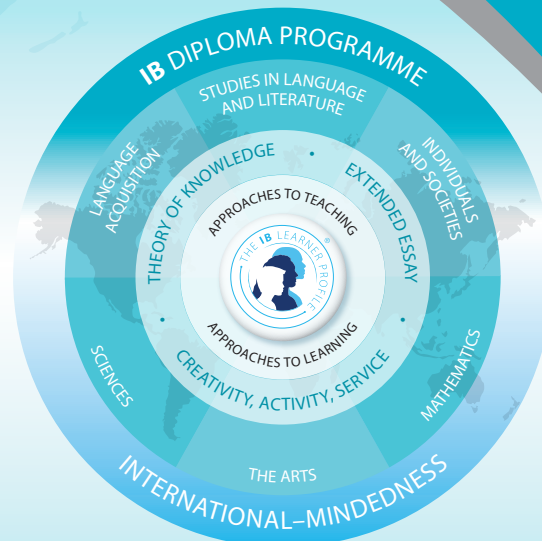 IB DIPLOMA PROGRAMME
STUDIES IN LANGUAGE
AND LITERATURE
LANGUAGE
ACQUISITION
INDIVIDUALS
AND SOCIETIES
THEORY OF KNOWLEDGE
EXTENDED ESSAY
APPROACHES TO TEACHING
THE IB LEARNER PROFILE®
APPROACHES TO LEARNING
CREATIVITY, ACTIVITY, SERVICE
SCIENCES
MATHEMATICS
THE ARTS
INTERNATIONAL–MINDEDNESS